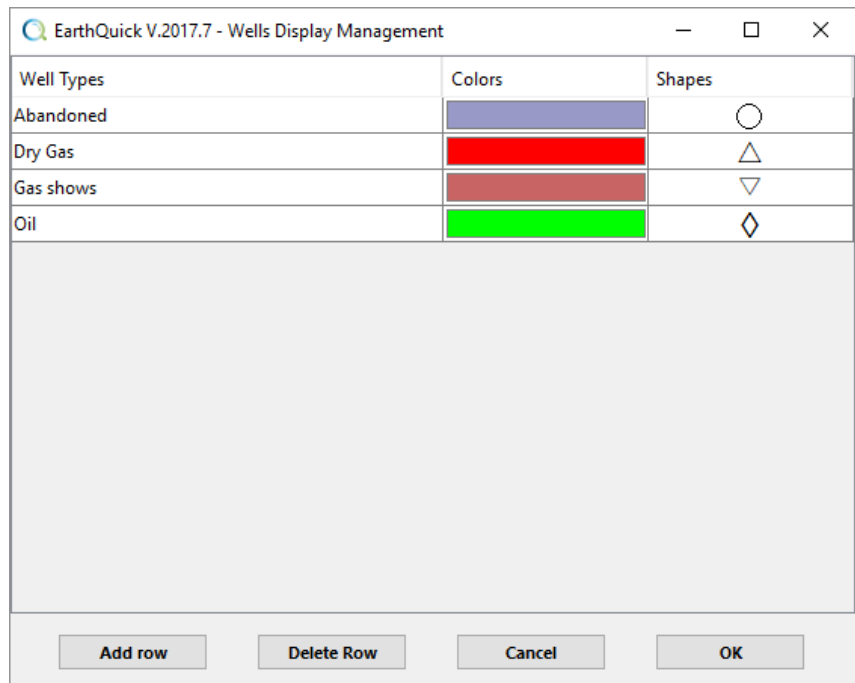 EarthQuick V.2017.7 - Wells Display Management
Well Types Colors Shapes
Abandoned
Dry Gas
Gas shows
Oil
Add row Delete Row Cancel OK